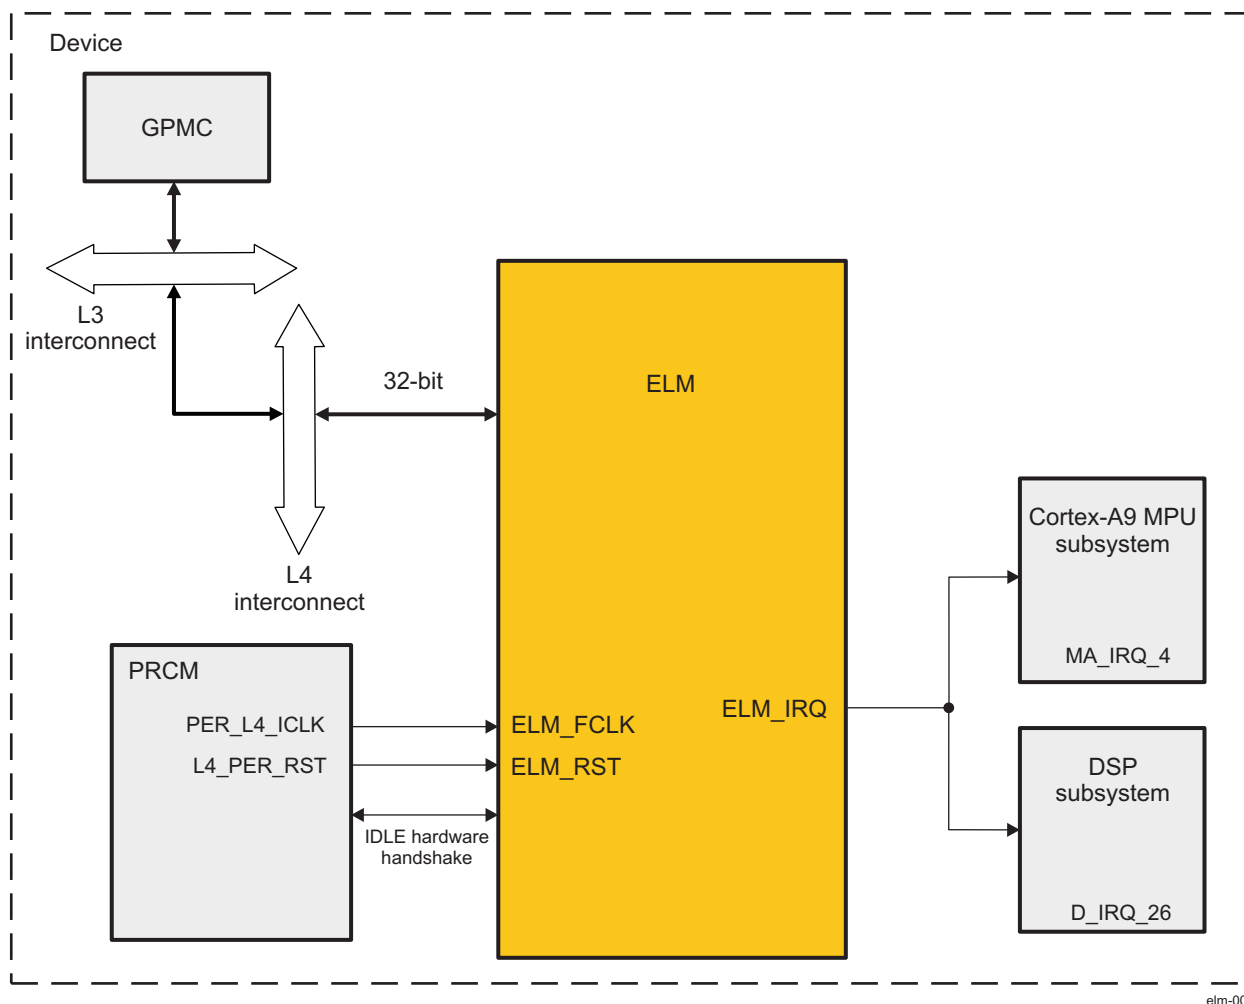 Device
GPMC
L3
interconnect
32-bit
ELM
L4
interconnect
Cortex-A9 MPU
subsystem
MA_IRQ_4
PRCM
PER_L4_ICLK
ELM_FCLK
ELM_IRQ
L4_PER_RST
ELM_RST
IDLE hardware
handshake
DSP
subsystem
D_IRQ_26